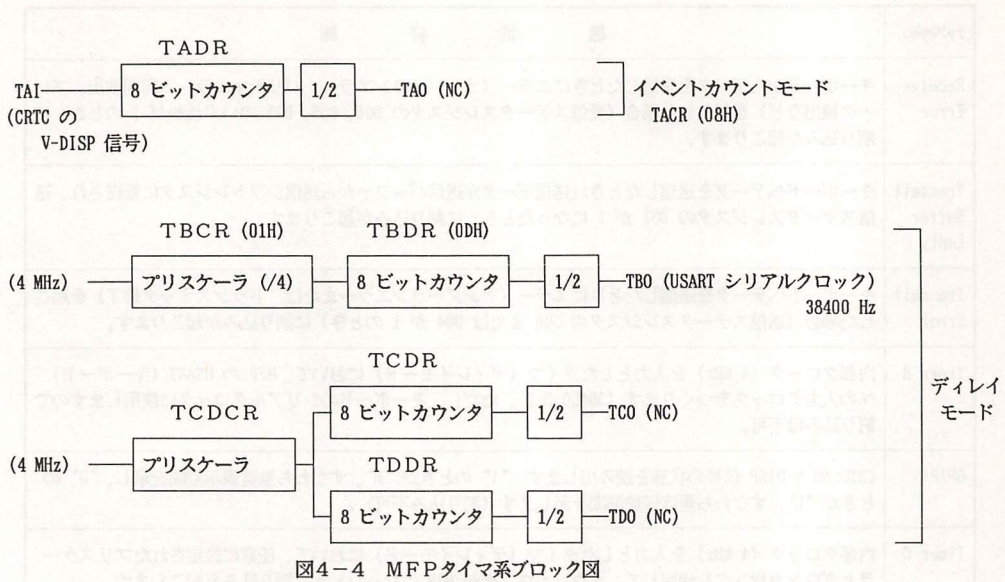 TADR
TAI 8 ビットカウンタ 1/2 TAO (NC) イベントカウントモード
(CRTC の TACR (08H)
V-DISP 信号)
TBCR (01H) TBDR (0DH)
(4 MHz) プリスケーラ (/4) 8 ビットカウンタ 1/2 TBO (USART シリアルクロック)
38400 Hz
TCDR
ディレイ
モード
TCDCR 8 ビットカウンタ 1/2 TCO (NC)
(4 MHz) プリスケーラ
TDDR
8 ビットカウンタ 1/2 TDO (NC)
図4-4 MFPタイマ系ブロック図